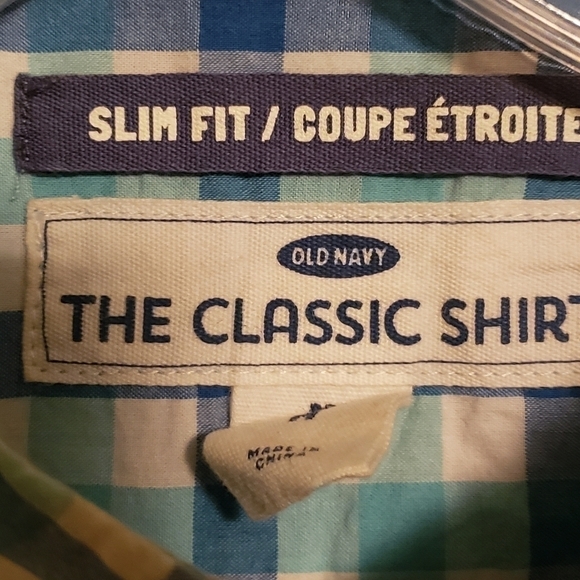 SLIM FIT / COUPE ÉTROITE
OLD NAVY
THE CLASSIC SHIRT
MADE IN
CHINA